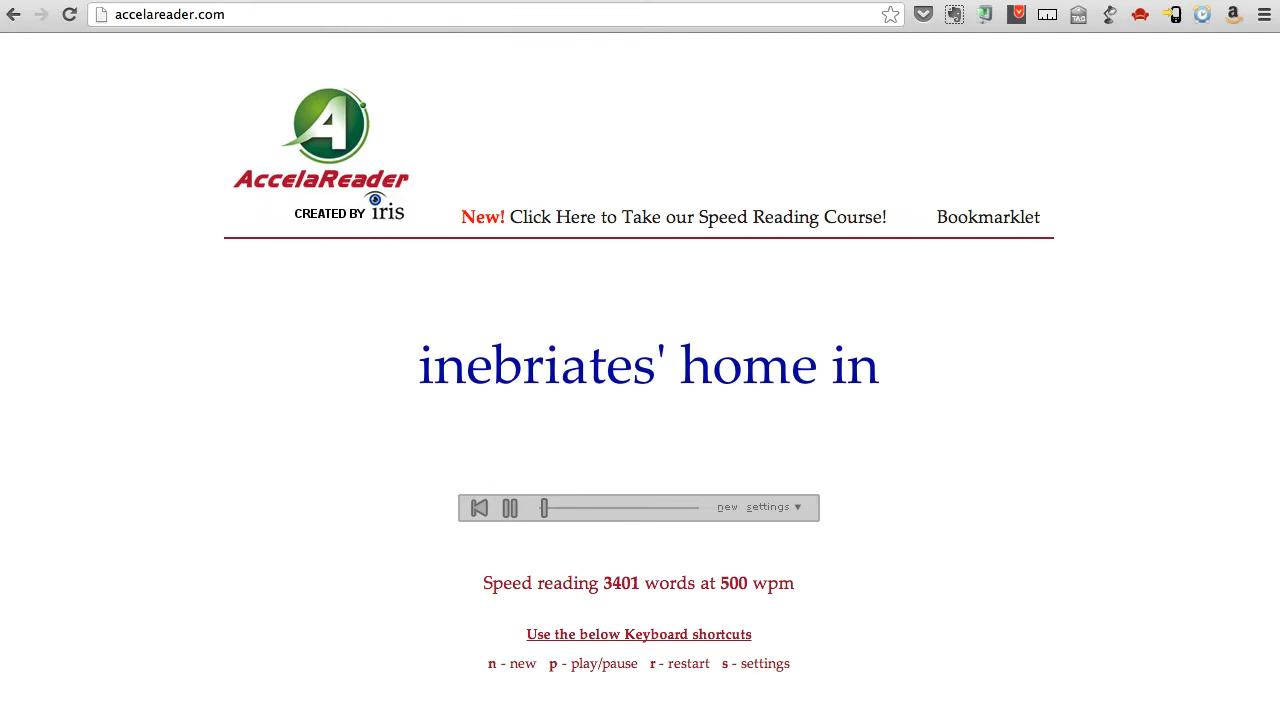 accelareader.com
TAG
A
AccelaReader
CREATED BY iris
New! Click Here to Take our Speed Reading Course!
Bookmarklet
inebriates' home in
new settings ▼
Speed reading 3401 words at 500 wpm
Use the below Keyboard shortcuts
n - new p - play/pause r - restart s - settings